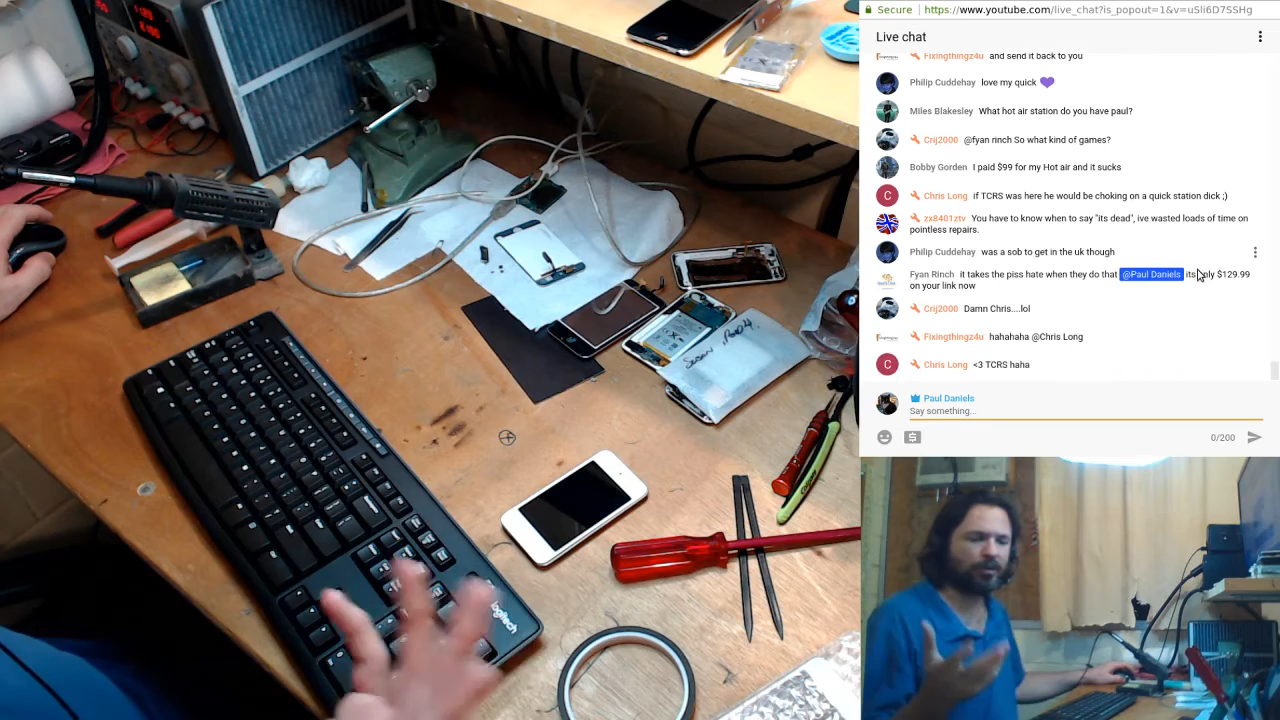 Secure https://www.youtube.com/live_chat?is_popout=1&v=uSli6D7SSHg
Live chat
Fixingthingz4u and send it back to you
Philip Cuddehay love my quick 💜
Miles Blakesley What hot air station do you have paul?
Crij2000 @fyan rinch So what kind of games?
Bobby Gorden I paid $99 for my Hot air and it sucks
Chris Long if TCRS was here he would be choking on a quick station dick ;)
zx8401ztv You have to know when to say "its dead", ive wasted loads of time on
pointless repairs.
Philip Cuddehay was a sob to get in the uk though
Fyan Rinch it takes the piss hate when they do that @Paul Daniels its only $129.99
on your link now
Crij2000 Damn Chris....lol
Fixingthingz4u hahahaha @Chris Long
C Chris Long <3 TCRS haha
Paul Daniels
Say something...
0/200
logitech